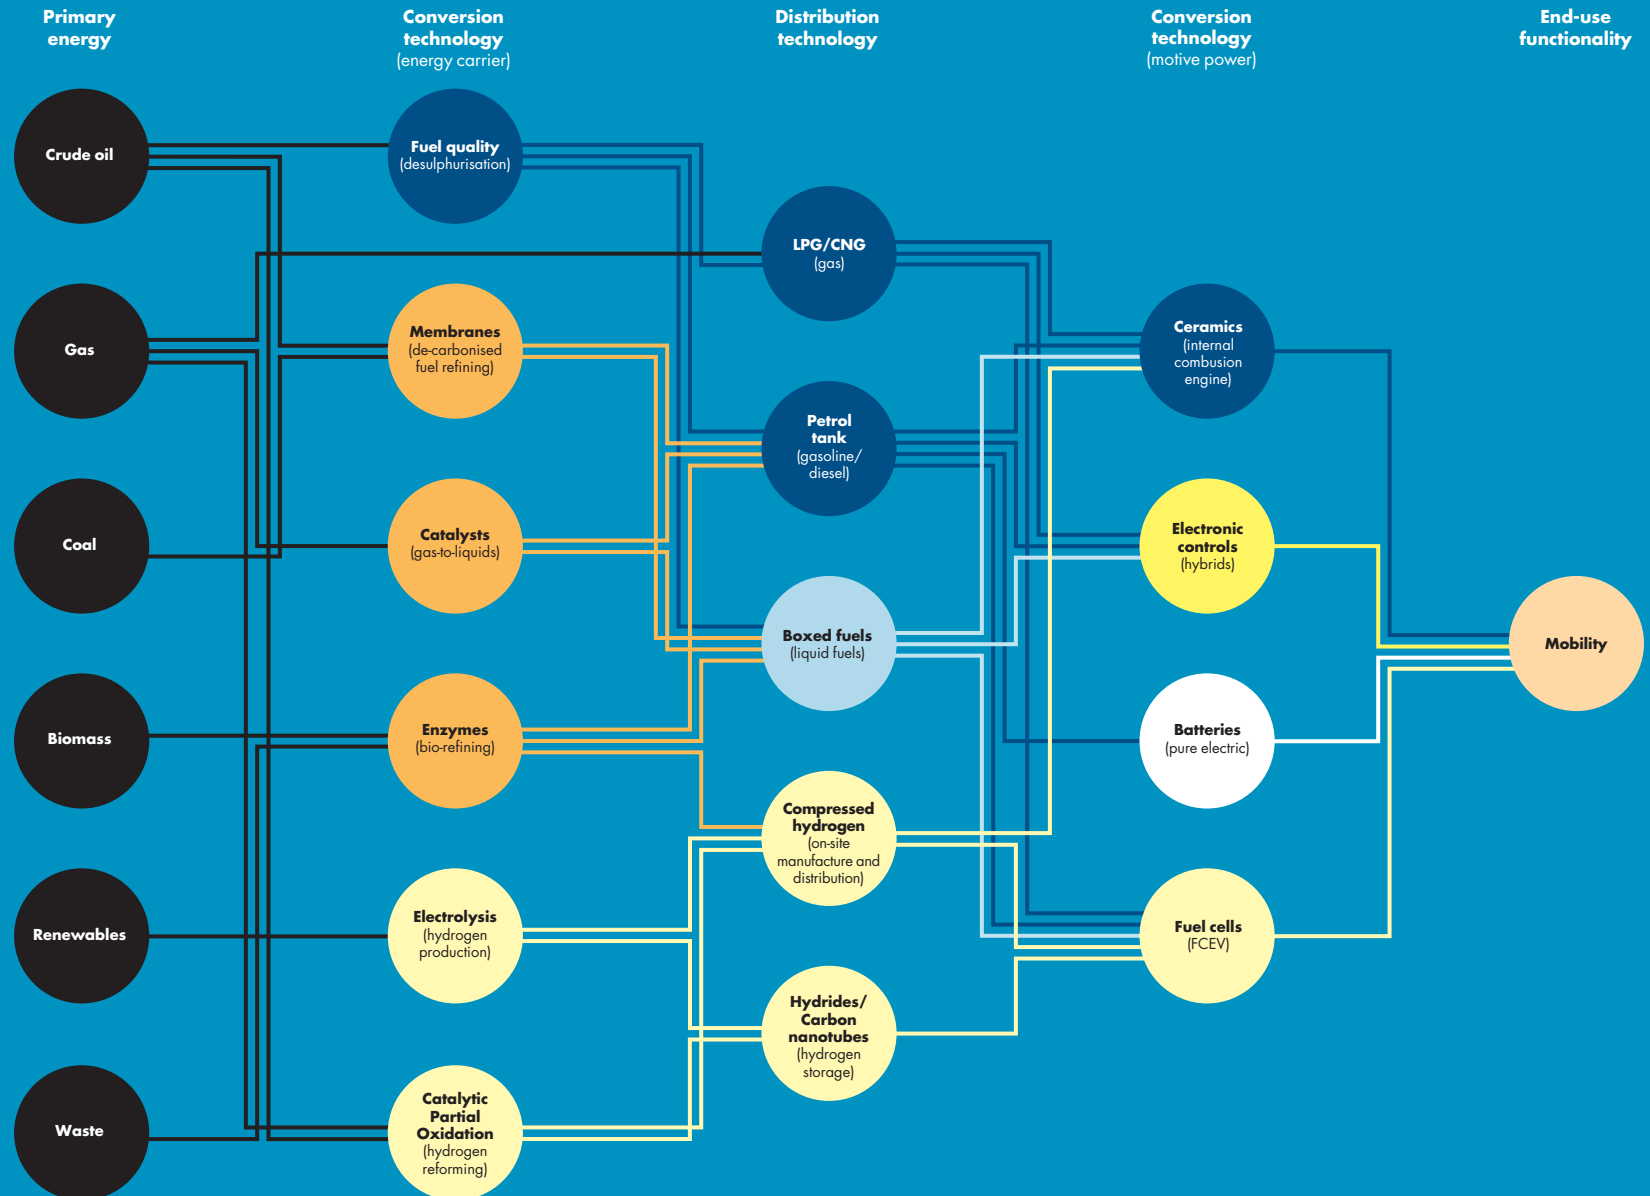 Primary
energy
Conversion
technology
(energy carrier)
Distribution
technology
Conversion
technology
(motive power)
End-use
functionality
Crude oil
Gas
Coal
Biomass
Renewables
Waste
Fuel quality
(desulphurisation)
Membranes
(de-carbonised
fuel refining)
Catalysts
(gas-to-liquids)
Enzymes
(bio-refining)
Electrolysis
(hydrogen
production)
Catalytic
Partial
Oxidation
(hydrogen
reforming)
LPG/CNG
(gas)
Petrol
tank
(gasoline/
diesel)
Boxed fuels
(liquid fuels)
Compressed
hydrogen
(on-site
manufacture and
distribution)
Hydrides/
Carbon
nanotubes
(hydrogen
storage)
Ceramics
(internal
combusion
engine)
Electronic
controls
(hybrids)
Batteries
(pure electric)
Fuel cells
(FCEV)
Mobility